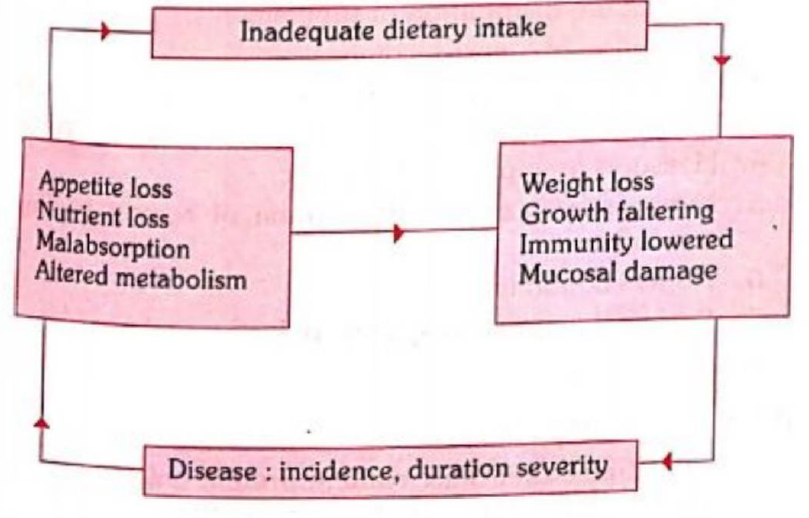 Inadequate dietary intake
Appetite loss
Nutrient loss
Malabsorption
Altered metabolism
Weight loss
Growth faltering
Immunity lowered
Mucosal damage
Disease : incidence, duration severity